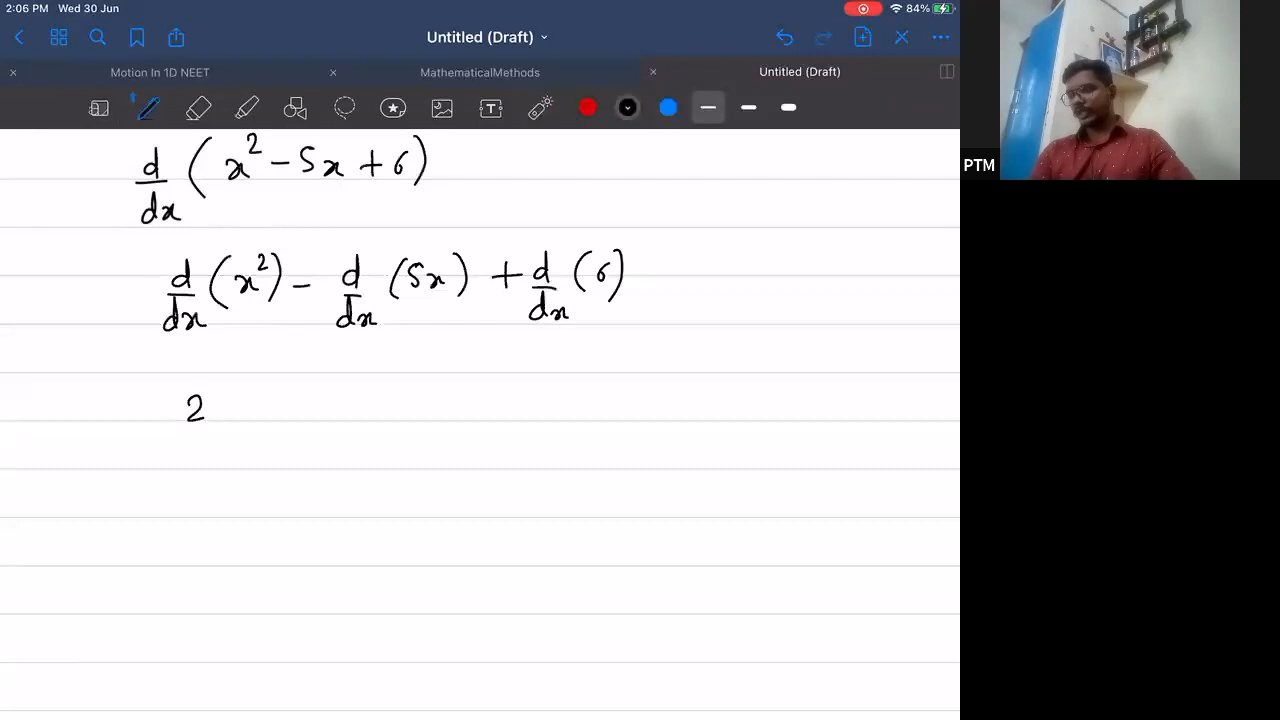 2:06 PM Wed 30 Jun 84%
Untitled (Draft)
Motion In 1D NEET MathematicalMethods Untitled (Draft)
T
d/dx (x² - 5x + 6)
d/dx (x²) - d/dx (5x) + d/dx (6)
2
PTM